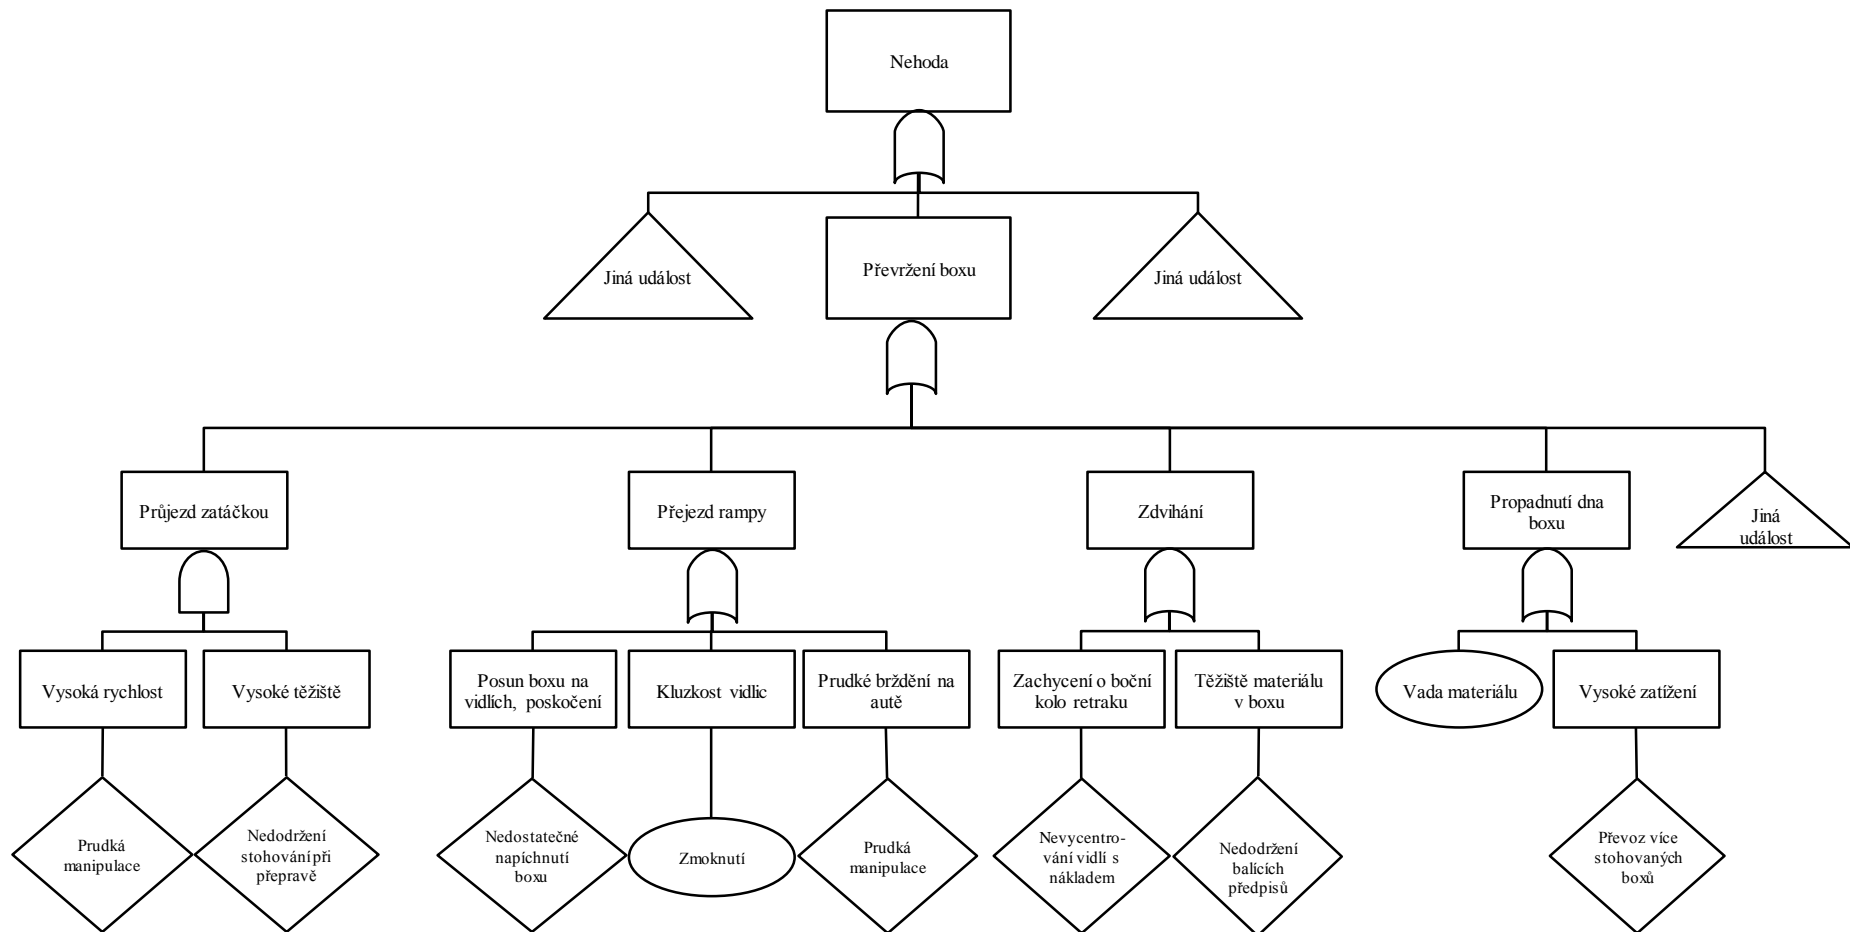 Nehoda
Jiná událost
Převržení boxu
Jiná událost
Průjezd zatáčkou
Přejezd rampy
Zdvihání
Propadnutí dna
boxu
Jiná
událost
Vysoká rychlost
Vysoké těžiště
Posun boxu na
vidlích, poskočení
Kluzkost vidlic
Prudké brždění na
autě
Zachycení o boční
kolo retraku
Těžiště materiálu
v boxu
Vada materiálu
Vysoké zatížení
Prudká
manipulace
Nedodržení
stohování při
přepravě
Nedostatečné
napíchnutí
boxu
Zmoknutí
Prudká
manipulace
Nevycentro-
vání vidlí s
nákladem
Nedodržení
balících
předpisů
Převoz více
stohovaných
boxů